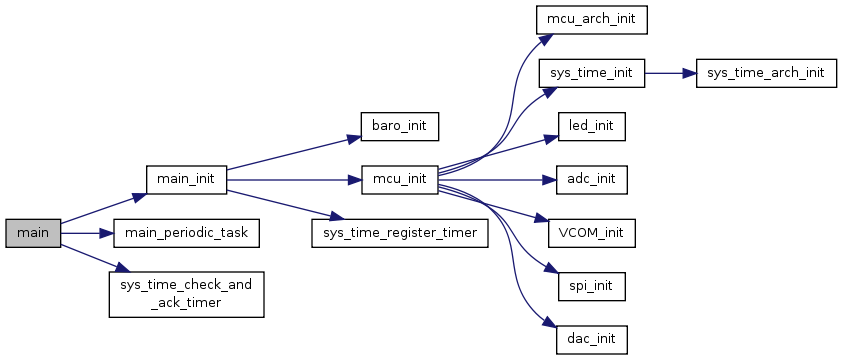 mcu_arch_init
sys_time_init
sys_time_arch_init
baro_init
led_init
main_init
mcu_init
adc_init
main
main_periodic_task
sys_time_register_timer
VCOM_init
sys_time_check_and
_ack_timer
spi_init
dac_init